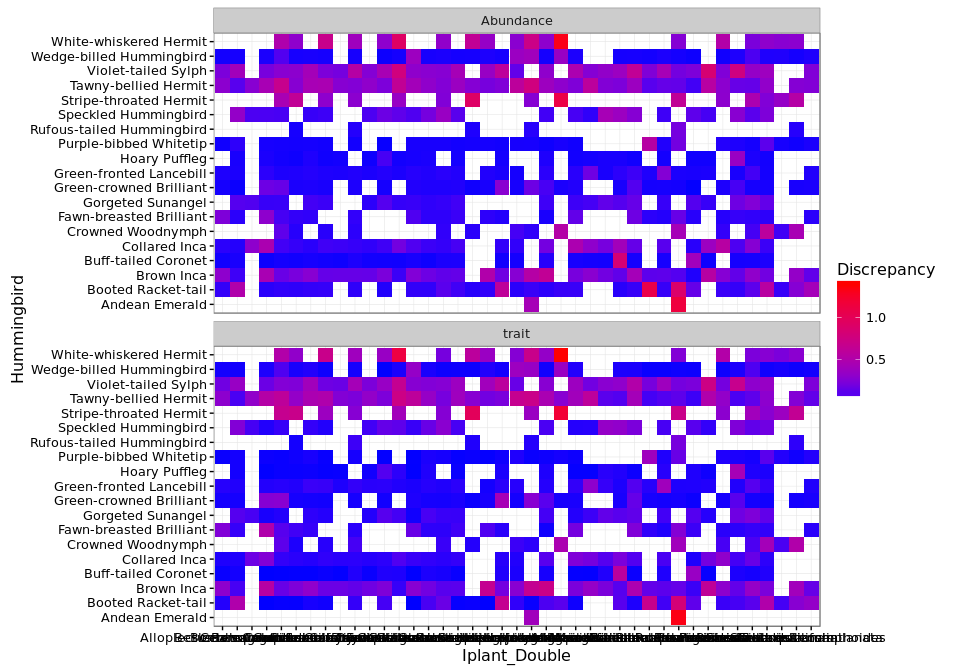 Abundance
White-whiskered Hermit
Wedge-billed Hummingbird
Violet-tailed Sylph
Tawny-bellied Hermit
Stripe-throated Hermit
Speckled Hummingbird
Rufous-tailed Hummingbird
Purple-bibbed Whitetip
Hoary Puffleg
Green-fronted Lancebill
Green-crowned Brilliant
Gorgeted Sunangel
Fawn-breasted Brilliant
Crowned Woodnymph
Collared Inca
Buff-tailed Coronet
Brown Inca
Booted Racket-tail
Andean Emerald
trait
White-whiskered Hermit
Wedge-billed Hummingbird
Violet-tailed Sylph
Tawny-bellied Hermit
Stripe-throated Hermit
Speckled Hummingbird
Rufous-tailed Hummingbird
Purple-bibbed Whitetip
Hoary Puffleg
Green-fronted Lancebill
Green-crowned Brilliant
Gorgeted Sunangel
Fawn-breasted Brilliant
Crowned Woodnymph
Collared Inca
Buff-tailed Coronet
Brown Inca
Booted Racket-tail
Andean Emerald
Hummingbird
Iplant_Double
Discrepancy
1.0
0.5